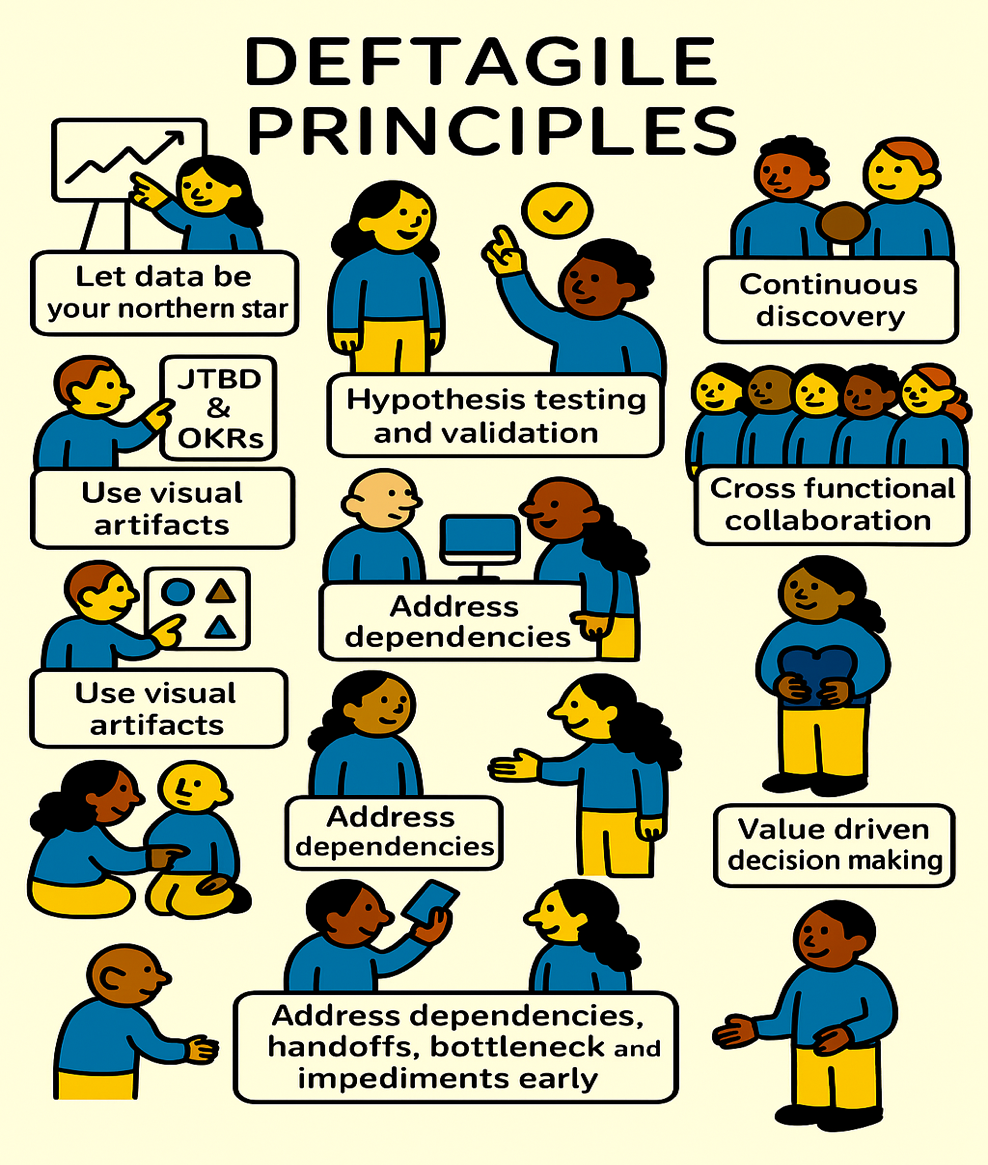 DEFTAGILE
PRINCIPLES
Let data be
your northern star
Hypothesis testing
and validation
Continuous
discovery
JTBD
&
OKRs
Use visual
artifacts
Cross functional
collaboration
Address
dependencies
Use visual
artifacts
Address
dependencies
Value driven
decision making
Address dependencies,
handoffs, bottleneck and
impediments early